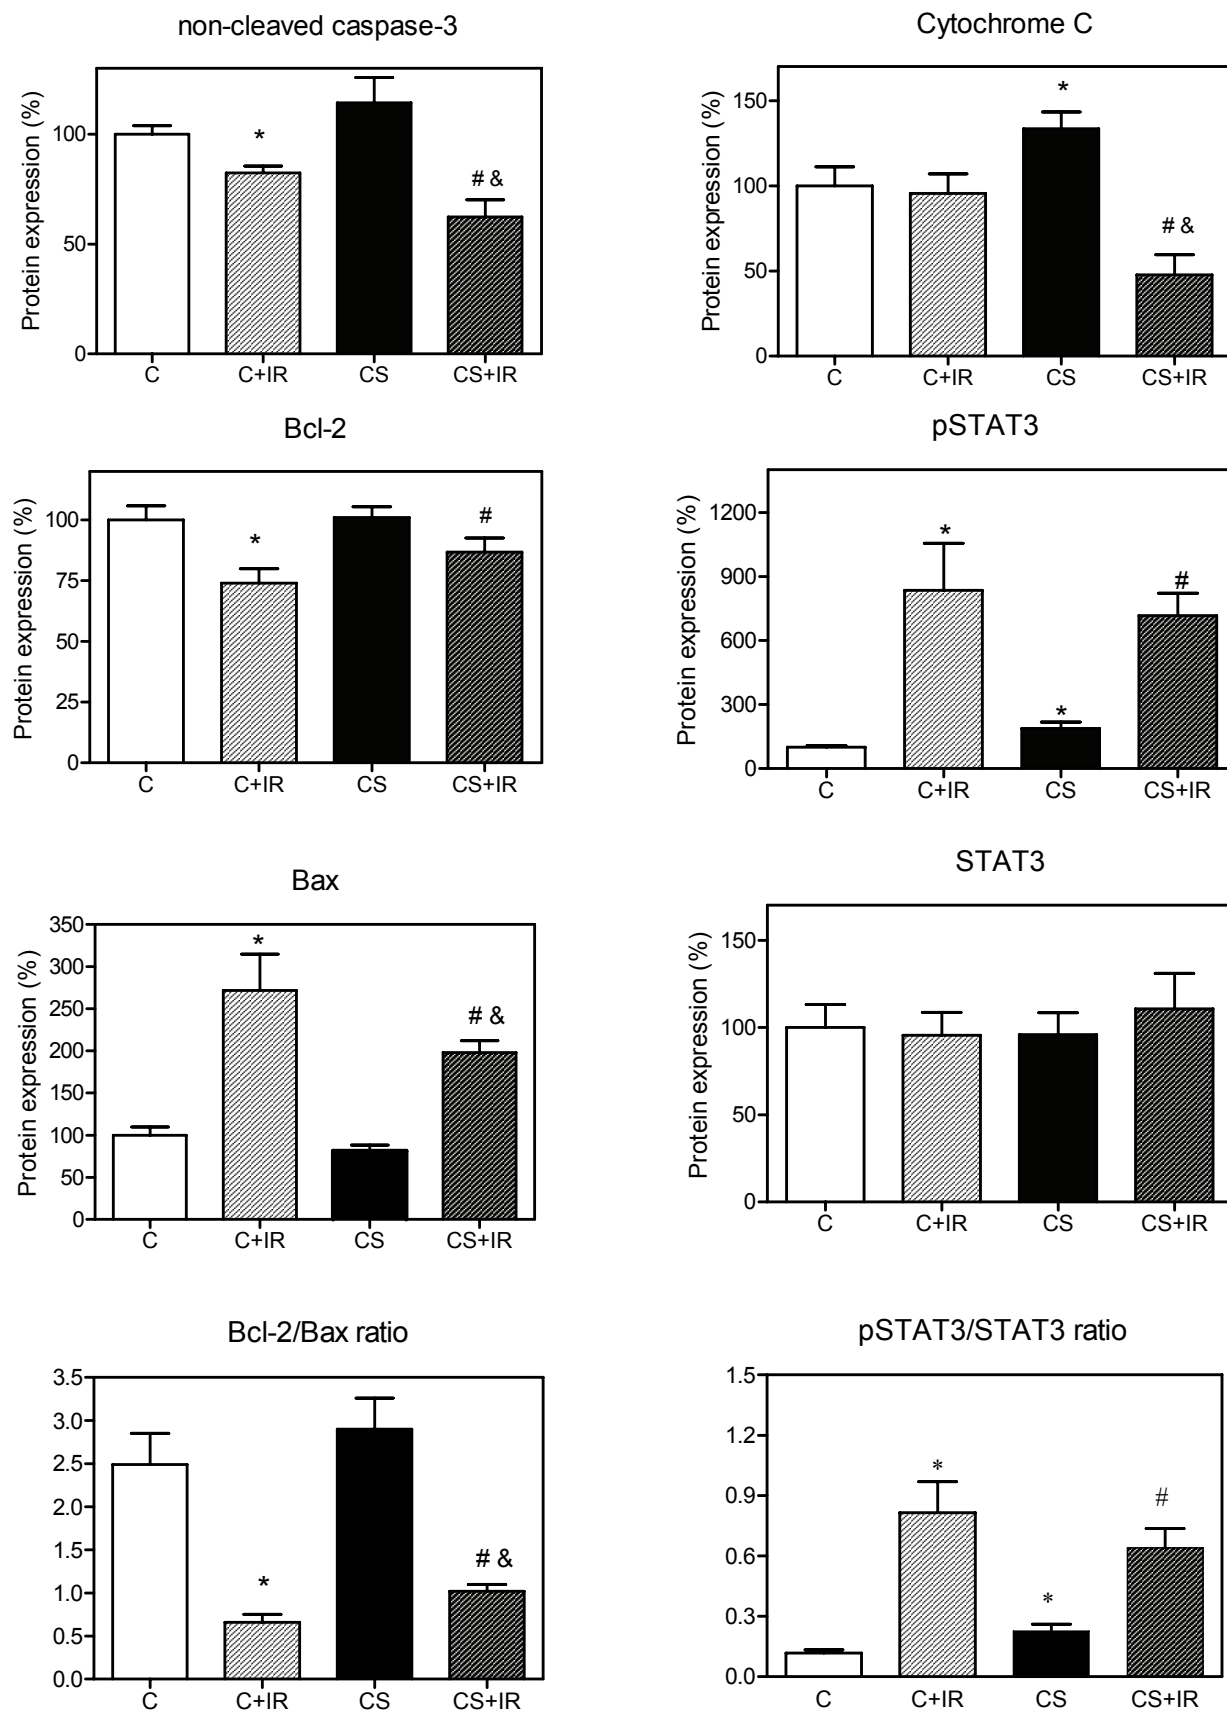 non-cleaved caspase-3
Protein expression (%)
100
50
0
*
# &
C C+IR CS CS+IR
Cytochrome C
Protein expression (%)
150
100
50
0
*
# &
C C+IR CS CS+IR
Bcl-2
Protein expression (%)
100
75
50
25
0
*
#
C C+IR CS CS+IR
pSTAT3
Protein expression (%)
1200
900
600
300
0
*
*
#
C C+IR CS CS+IR
Bax
Protein expression (%)
350
300
250
200
150
100
50
0
*
# &
C C+IR CS CS+IR
STAT3
Protein expression (%)
150
100
50
0
C C+IR CS CS+IR
Bcl-2/Bax ratio
3.5
3.0
2.5
2.0
1.5
1.0
0.5
0.0
*
# &
C C+IR CS CS+IR
pSTAT3/STAT3 ratio
1.5
1.2
0.9
0.6
0.3
0.0
*
*
#
C C+IR CS CS+IR